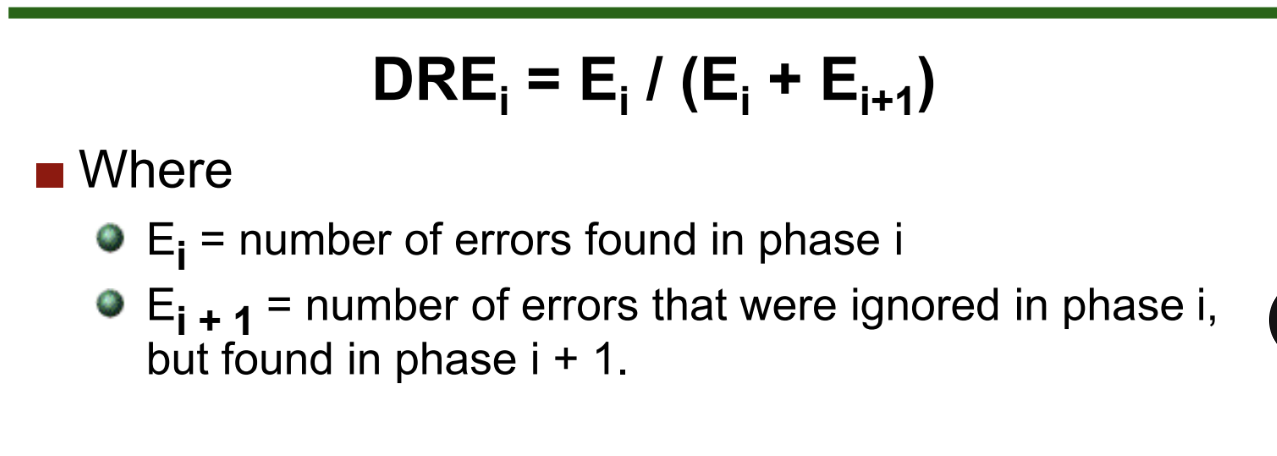 DREi = Ei / (Ei + Ei+1)
Where
Ei = number of errors found in phase i
Ei + 1 = number of errors that were ignored in phase i,
but found in phase i + 1.